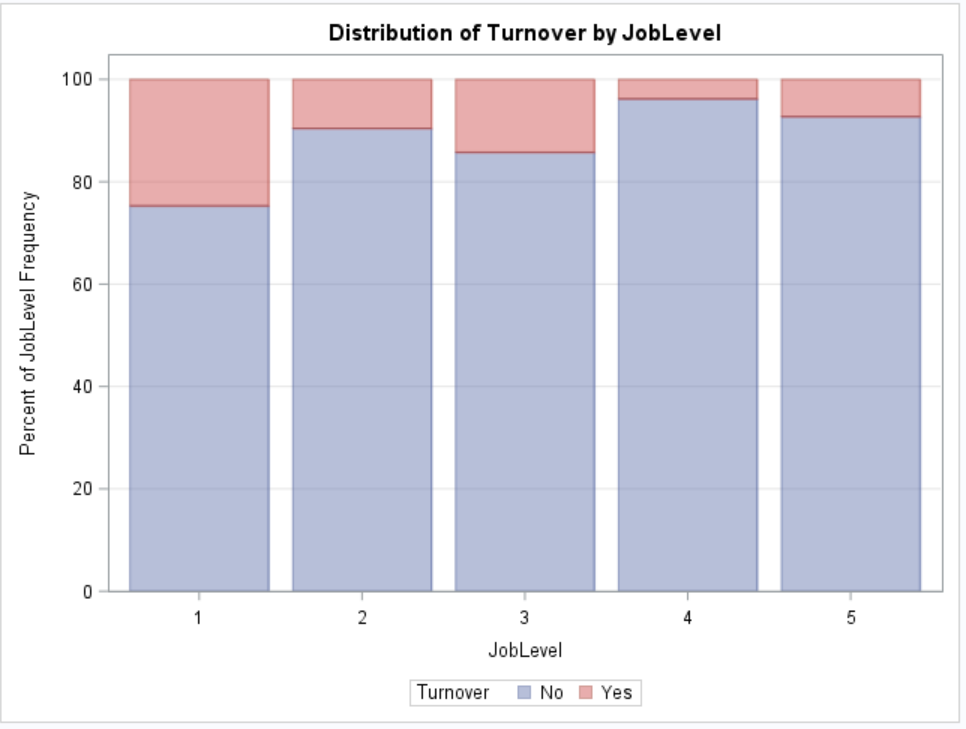 Distribution of Turnover by JobLevel
Percent of JobLevel Frequency
100
80
60
40
20
0
1 2 3 4 5
JobLevel
Turnover No Yes